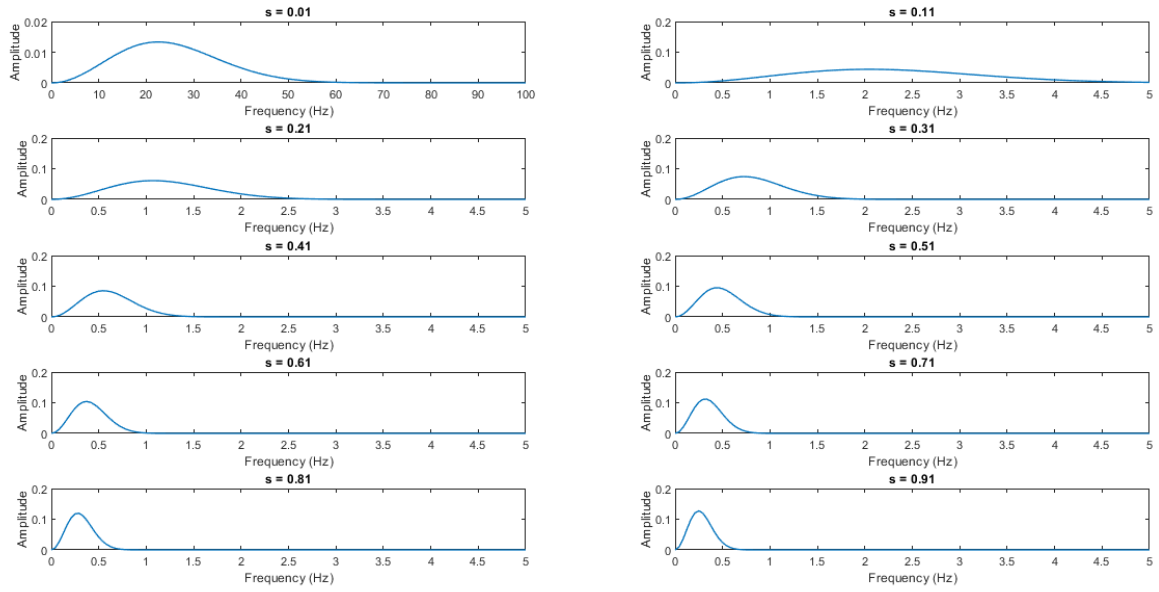 s = 0.01
0.02
0.01
0
Amplitude
0 10 20 30 40 50 60 70 80 90 100
Frequency (Hz)
s = 0.11
0.2
0.1
0
Amplitude
0 0.5 1 1.5 2 2.5 3 3.5 4 4.5 5
Frequency (Hz)
s = 0.21
0.2
0.1
0
Amplitude
0 0.5 1 1.5 2 2.5 3 3.5 4 4.5 5
Frequency (Hz)
s = 0.31
0.2
0.1
0
Amplitude
0 0.5 1 1.5 2 2.5 3 3.5 4 4.5 5
Frequency (Hz)
s = 0.41
0.2
0.1
0
Amplitude
0 0.5 1 1.5 2 2.5 3 3.5 4 4.5 5
Frequency (Hz)
s = 0.51
0.2
0.1
0
Amplitude
0 0.5 1 1.5 2 2.5 3 3.5 4 4.5 5
Frequency (Hz)
s = 0.61
0.2
0.1
0
Amplitude
0 0.5 1 1.5 2 2.5 3 3.5 4 4.5 5
Frequency (Hz)
s = 0.71
0.2
0.1
0
Amplitude
0 0.5 1 1.5 2 2.5 3 3.5 4 4.5 5
Frequency (Hz)
s = 0.81
0.2
0.1
0
Amplitude
0 0.5 1 1.5 2 2.5 3 3.5 4 4.5 5
Frequency (Hz)
s = 0.91
0.2
0.1
0
Amplitude
0 0.5 1 1.5 2 2.5 3 3.5 4 4.5 5
Frequency (Hz)